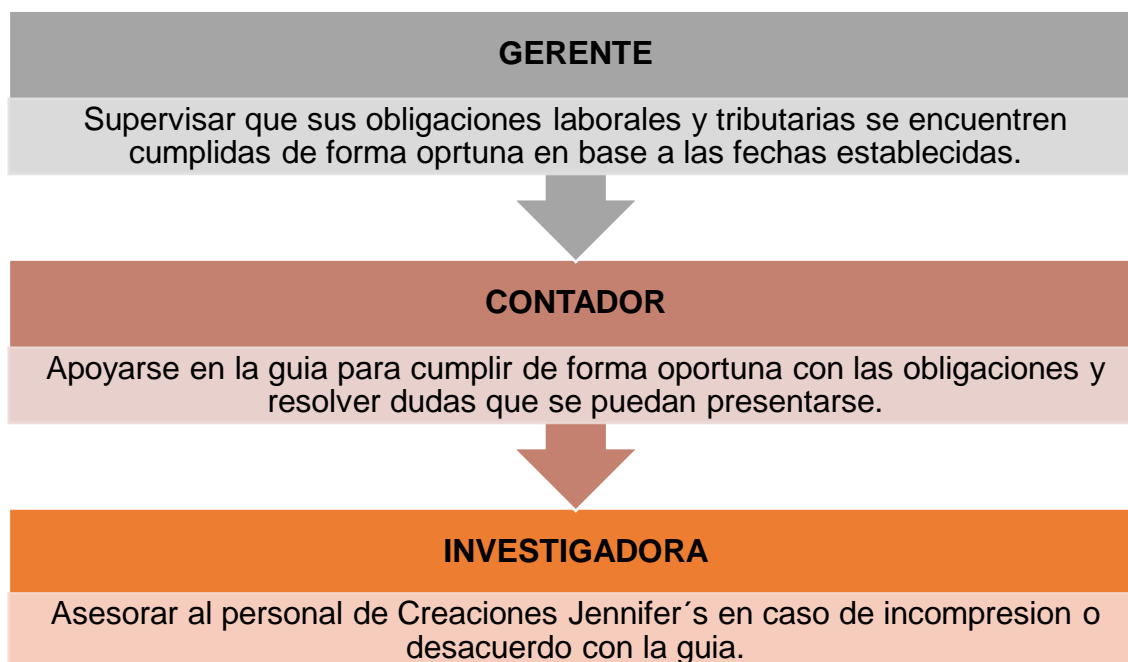 GERENTE
Supervisar que sus obligaciones laborales y tributarias se encuentren
cumplidas de forma oprtuna en base a las fechas establecidas.
CONTADOR
Apoyarse en la guia para cumplir de forma oportuna con las obligaciones y
resolver dudas que se puedan presentarse.
INVESTIGADORA
Asesorar al personal de Creaciones Jennifer´s en caso de incompresion o
desacuerdo con la guia.